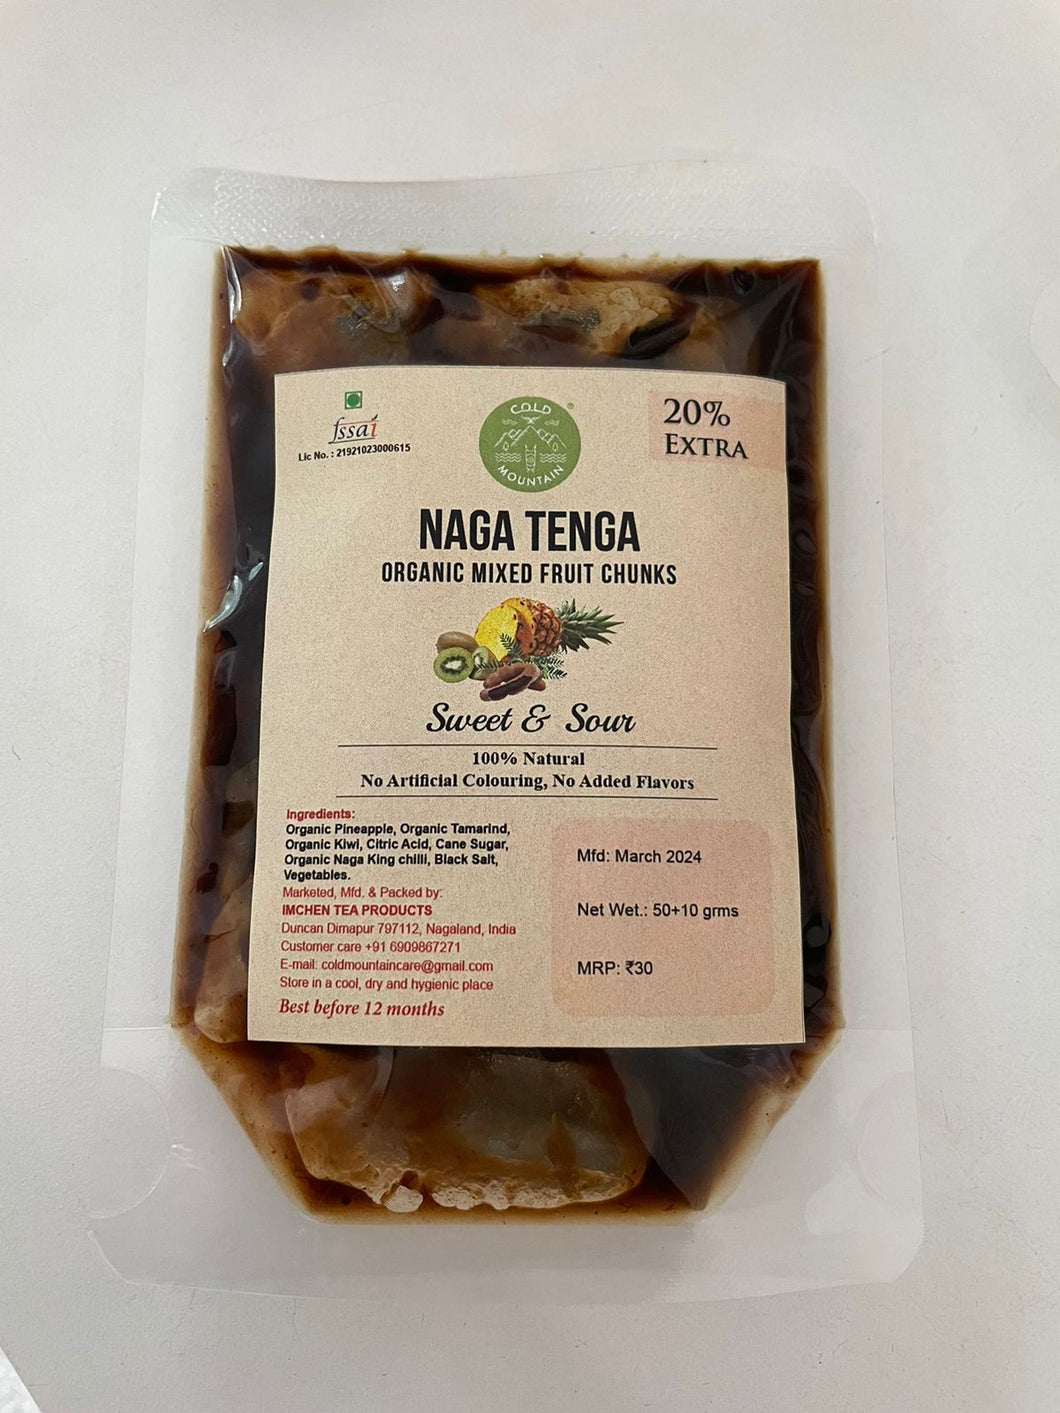 fssai
Lic No. : 21921023000615
COLD
MOUNTAIN
®
20%
EXTRA
NAGA TENGA
ORGANIC MIXED FRUIT CHUNKS
Sweet & Sour
100% Natural
No Artificial Colouring, No Added Flavors
Ingredients:
Organic Pineapple, Organic Tamarind,
Organic Kiwi, Citric Acid, Cane Sugar,
Organic Naga King chilli, Black Salt,
Vegetables.
Marketed, Mfd. & Packed by:
IMCHEN TEA PRODUCTS
Duncan Dimapur 797112, Nagaland, India
Customer care +91 6909867271
E-mail: coldmountaincare@gmail.com
Store in a cool, dry and hygienic place
Best before 12 months
Mfd: March 2024
Net Wet.: 50+10 grms
MRP: ₹30